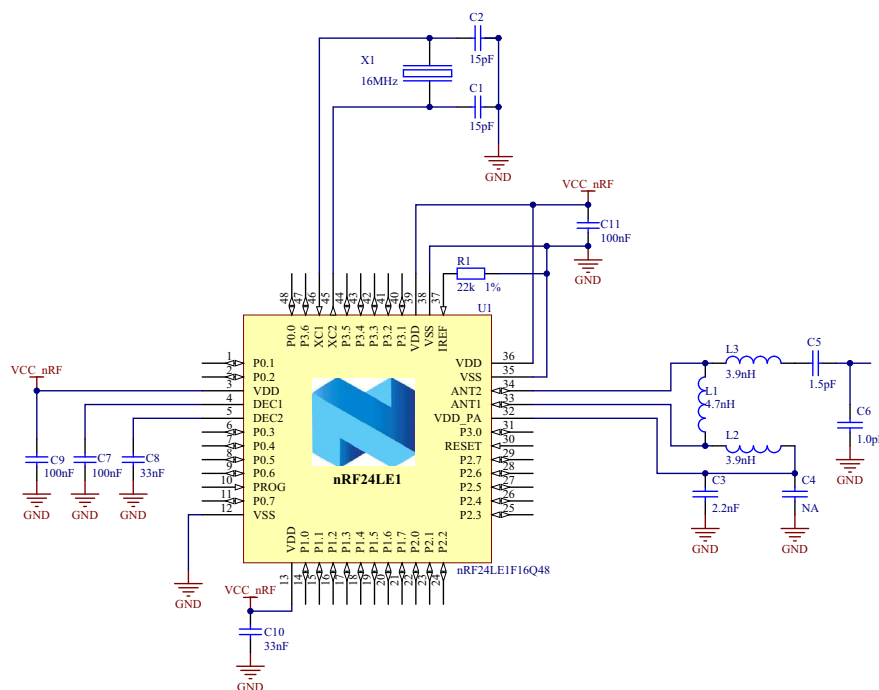 C2
15pF
X1
16MHz
C1
15pF
GND
VCC_nRF
C11
100nF
GND
R1
22k 1%
U1
48 47 46 45 44 43 42 41 40 39 38 37
P0.0 P3.6 XC1 XC2 P3.5 P3.4 P3.3 P3.2 P3.1 VDD VSS IREF
1 P0.1
2 P0.2
3 VDD
4 DEC1
5 DEC2
6 P0.3
7 P0.4
8 P0.5
9 P0.6
10 PROG
11 P0.7
12 VSS
VDD 36
VSS 35
ANT2 34
ANT1 33
VDD_PA 32
P3.0 31
RESET 30
P2.7 29
P2.6 28
P2.5 27
P2.4 26
P2.3 25
nRF24LE1
VDD P1.0 P1.1 P1.2 P1.3 P1.4 P1.5 P1.6 P1.7 P2.0 P2.1 P2.2
13 14 15 16 17 18 19 20 21 22 23 24
nRF24LE1F16Q48
VCC_nRF
C9
100nF
GND
C7
100nF
GND
C8
33nF
GND
GND
VCC_nRF
C10
33nF
GND
L3
3.9nH
C5
1.5pF
L1
4.7nH
C6
1.0p
GND
L2
3.9nH
C3
2.2nF
GND
C4
NA
GND